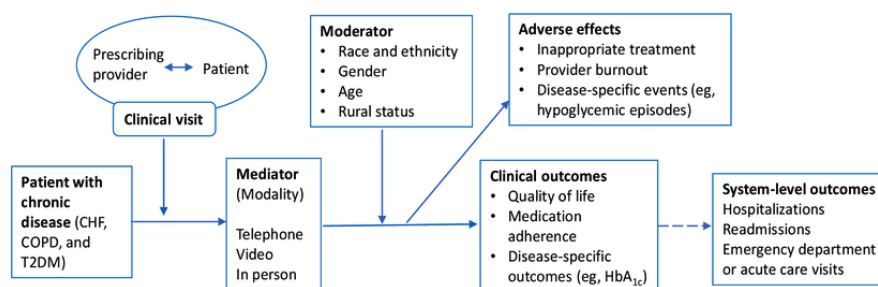 Prescribing
provider
Patient
Clinical visit
Moderator
• Race and ethnicity
• Gender
• Age
• Rural status
Adverse effects
• Inappropriate treatment
• Provider burnout
• Disease-specific events (eg,
hypoglycemic episodes)
Patient with
chronic
disease (CHF,
COPD, and
T2DM)
Mediator
(Modality)
Telephone
Video
In person
Clinical outcomes
• Quality of life
• Medication
adherence
• Disease-specific
outcomes (eg, HbA1c)
System-level outcomes
Hospitalizations
Readmissions
Emergency department
or acute care visits